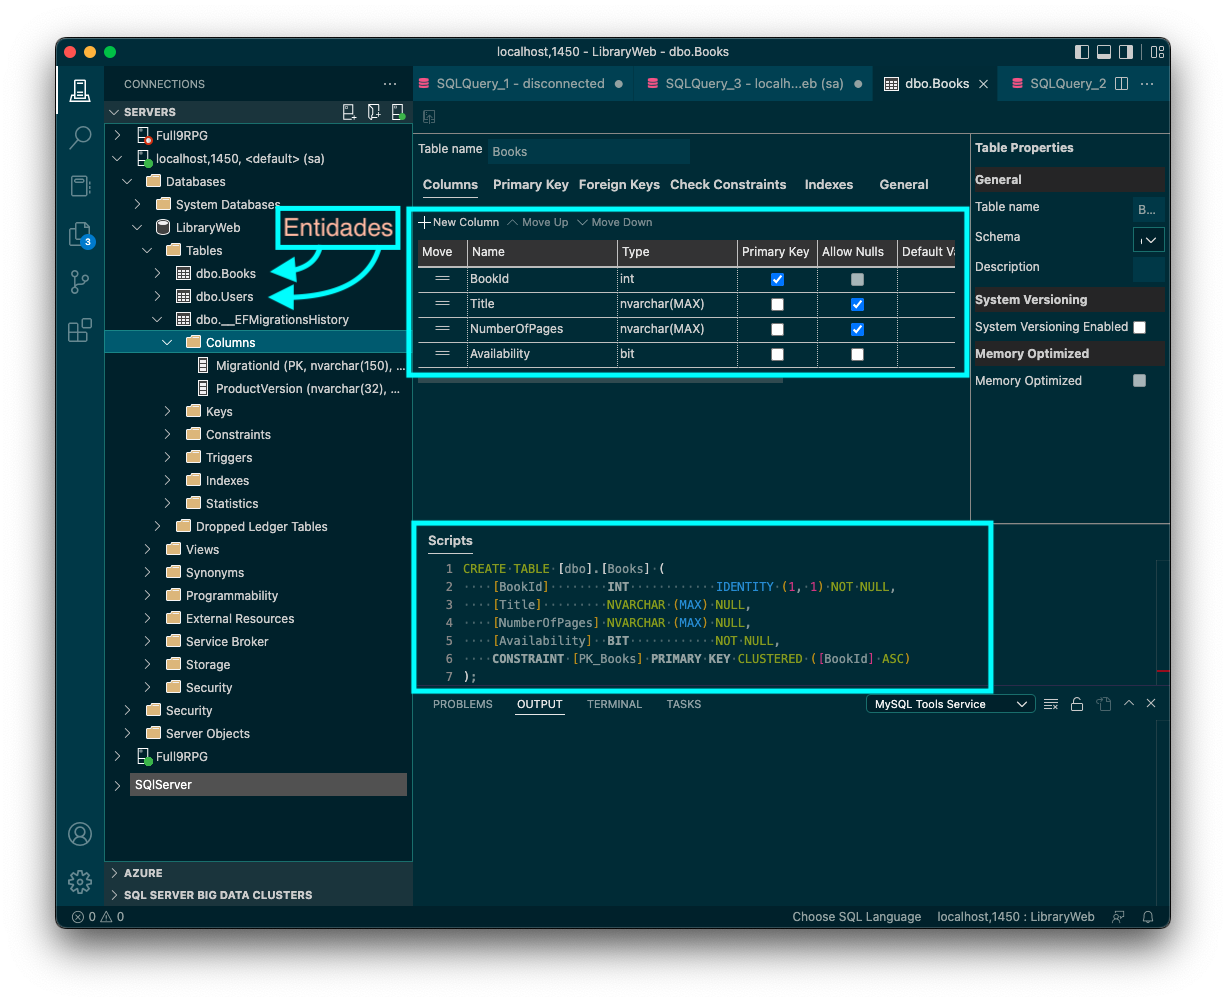 localhost,1450 - LibraryWeb - dbo.Books
CONNECTIONS
SERVERS
Full9RPG
localhost,1450, <default> (sa)
Databases
System Databases
LibraryWeb
Tables
dbo.Books
dbo.Users
dbo.__EFMigrationsHistory
Columns
MigrationId (PK, nvarchar(150), ...
ProductVersion (nvarchar(32), ...
Keys
Constraints
Triggers
Indexes
Statistics
Dropped Ledger Tables
Views
Synonyms
Programmability
External Resources
Service Broker
Storage
Security
Security
Server Objects
Full9RPG
SQlServer
AZURE
SQL SERVER BIG DATA CLUSTERS
3
Entidades
SQLQuery_1 - disconnected
SQLQuery_3 - localh...eb (sa)
dbo.Books
SQLQuery_2
Table name Books
Columns Primary Key Foreign Keys Check Constraints Indexes General
New Column Move Up Move Down
Move Name Type Primary Key Allow Nulls Default Va
BookId int
Title nvarchar(MAX)
NumberOfPages nvarchar(MAX)
Availability bit
Table Properties
General
Table name B...
Schema
Description
System Versioning
System Versioning Enabled
Memory Optimized
Memory Optimized
Scripts
1 CREATE TABLE [dbo].[Books] (
2 ····[BookId]········INT············IDENTITY (1, 1) NOT NULL,
3 ····[Title]·········NVARCHAR (MAX) NULL,
4 ····[NumberOfPages] NVARCHAR (MAX) NULL,
5 ····[Availability]··BIT············NOT NULL,
6 ····CONSTRAINT [PK_Books] PRIMARY KEY CLUSTERED ([BookId] ASC)
7 );
PROBLEMS OUTPUT TERMINAL TASKS
MySQL Tools Service
0 0
Choose SQL Language
localhost,1450 : LibraryWeb